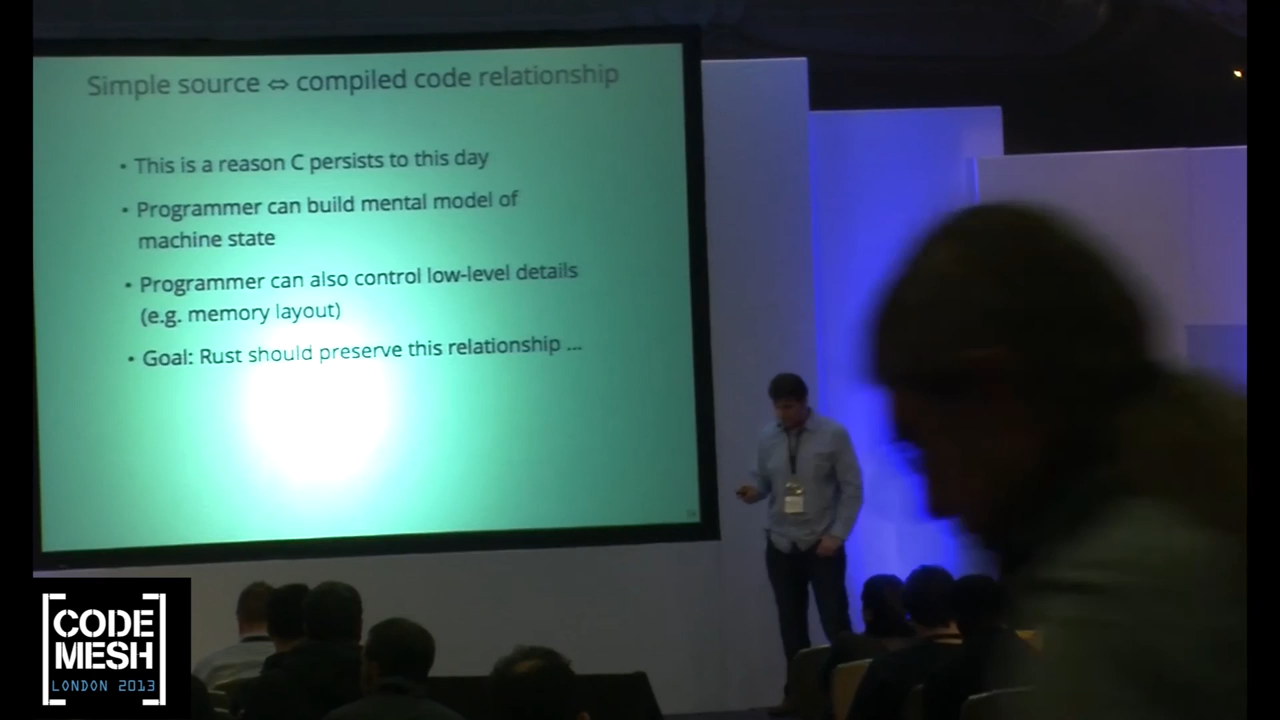 Simple source ⇔ compiled code relationship
• This is a reason C persists to this day
• Programmer can build mental model of
machine state
• Programmer can also control low-level details
(e.g. memory layout)
• Goal: Rust should preserve this relationship ...
[CODE
MESH
LONDON 2013]